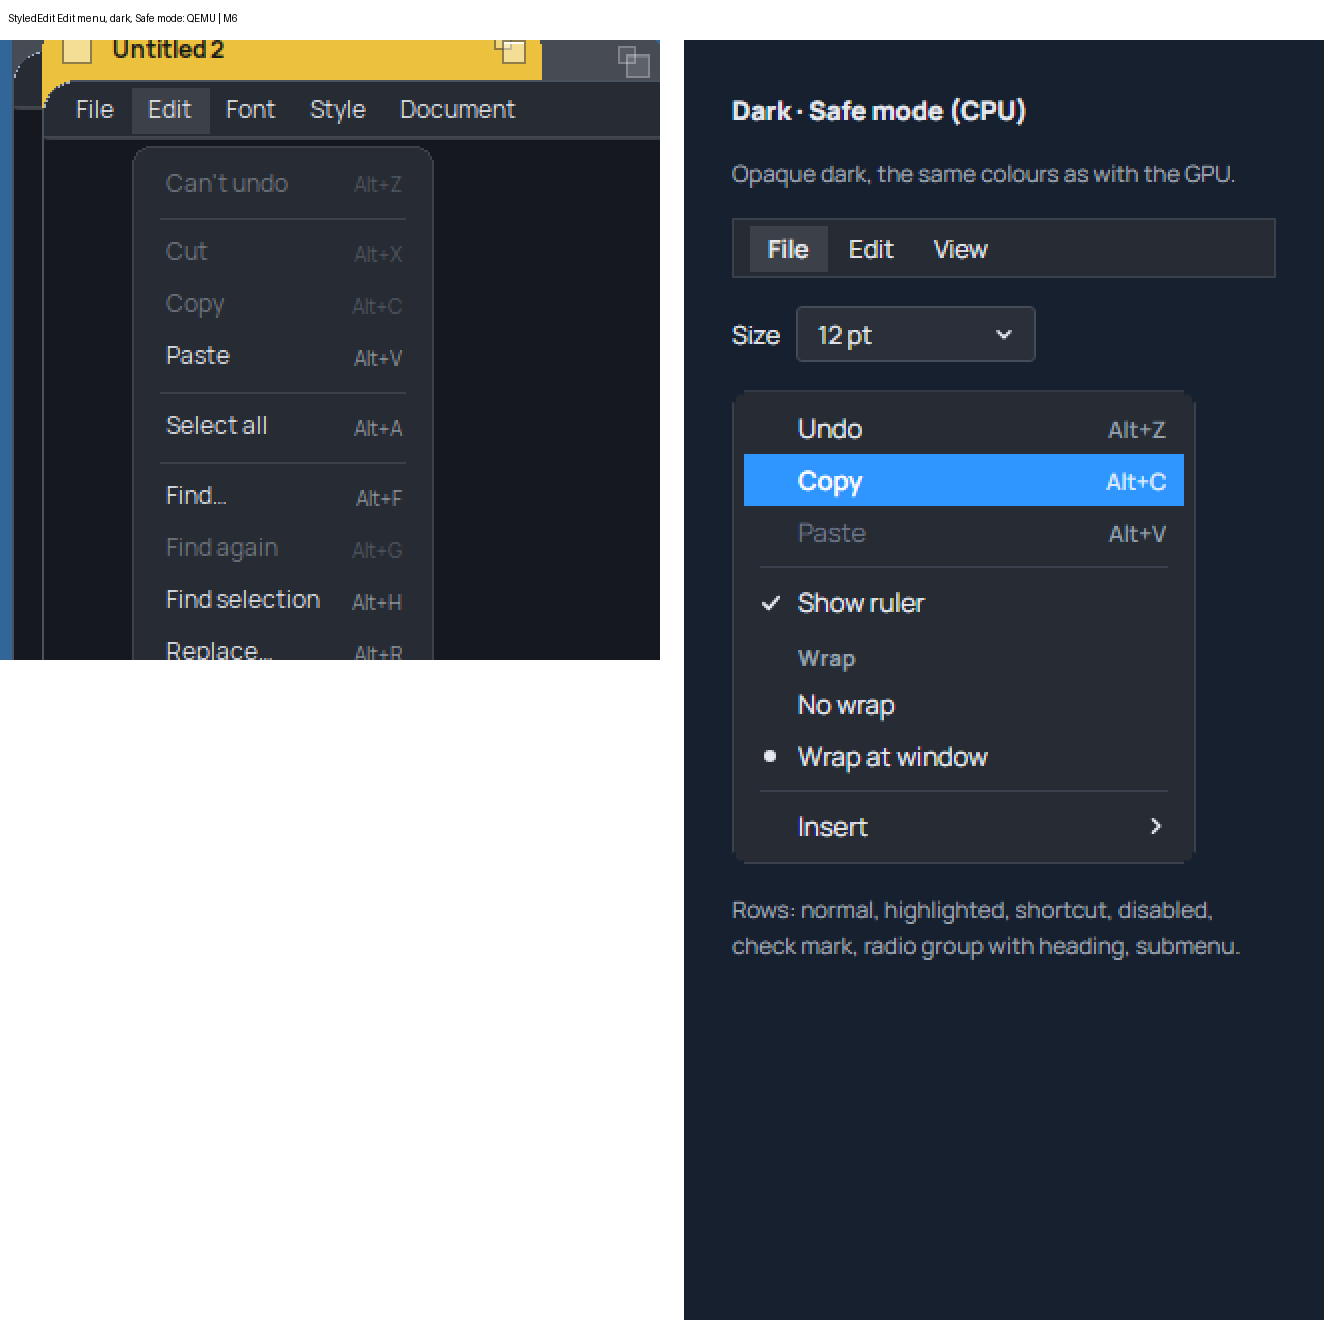 StyledEdit Edit menu, dark, Safe mode: QEMU | M6
Untitled 2
File Edit Font Style Document
Can't undo Alt+Z
Cut Alt+X
Copy Alt+C
Paste Alt+V
Select all Alt+A
Find... Alt+F
Find again Alt+G
Find selection Alt+H
Replace... Alt+R
Dark · Safe mode (CPU)
Opaque dark, the same colours as with the GPU.
File Edit View
Size 12 pt
Undo Alt+Z
Copy Alt+C
Paste Alt+V
Show ruler
Wrap
No wrap
Wrap at window
Insert
Rows: normal, highlighted, shortcut, disabled,
check mark, radio group with heading, submenu.